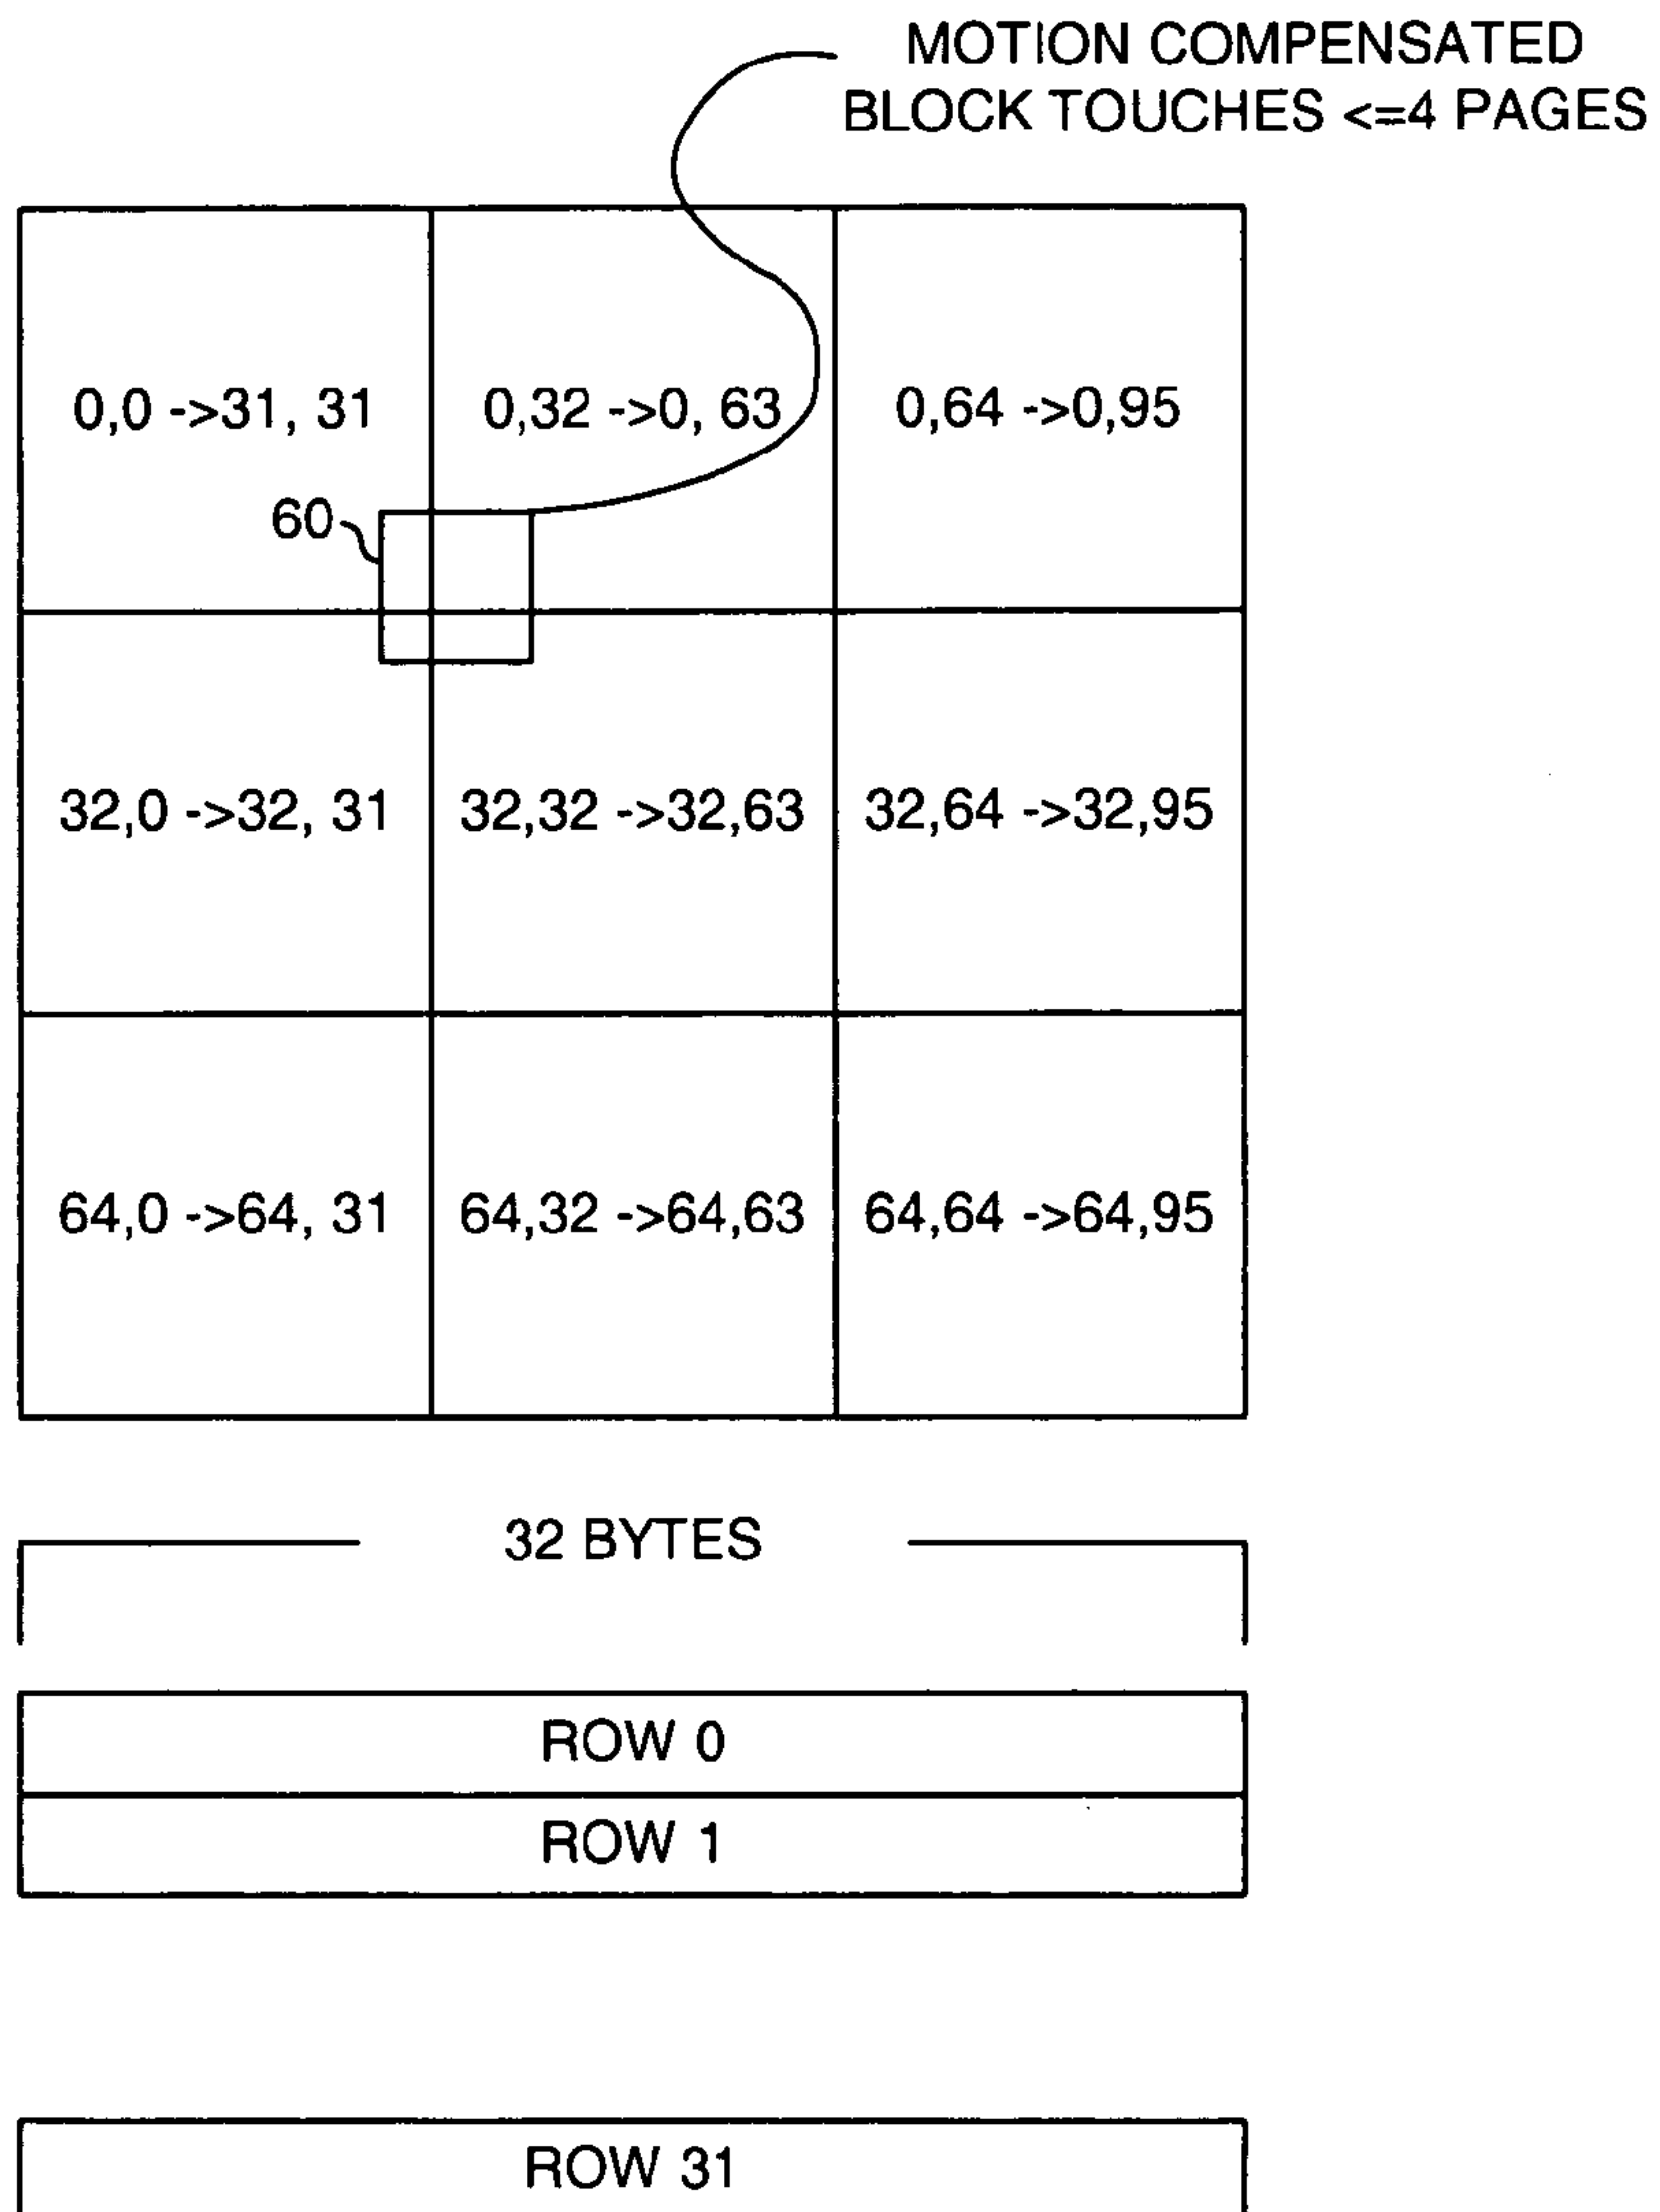 MOTION COMPENSATED
BLOCK TOUCHES <=4 PAGES
0,0 ->31, 31
0,32 ->0, 63
0,64 ->0,95
60
32,0 ->32, 31
32,32 ->32,63
32,64 ->32,95
64,0 ->64, 31
64,32 ->64,63
64,64 ->64,95
32 BYTES
ROW 0
ROW 1
ROW 31